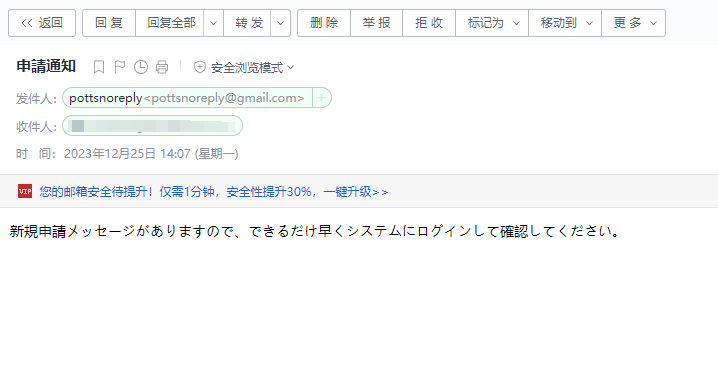 << 返回 回 复 回复全部 转 发 删 除 举 报 拒 收 标记为 移动到 更 多
申請通知 安全浏览模式
发件人： pottsnoreply<pottsnoreply@gmail.com> +
收件人：
时 间： 2023年12月25日 14:07 (星期一)
VIP 您的邮箱安全待提升！仅需1分钟，安全性提升30%，一键升级>>
新規申請メッセージがありますので、できるだけ早くシステムにログインして確認してください。